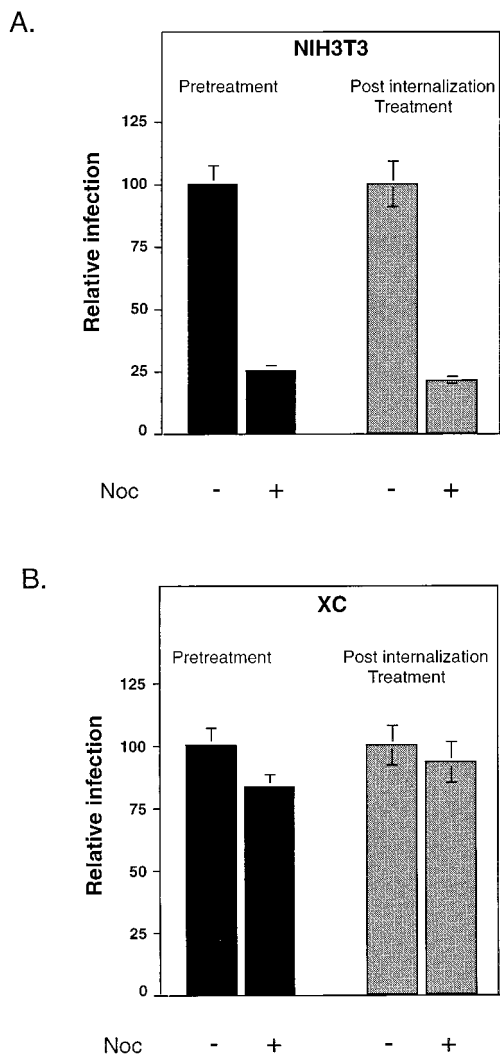 A.
NIH3T3
Pretreatment
Post internalization
Treatment
125
100
75
50
25
0
Relative infection
Noc - + - +
B.
XC
Pretreatment
Post internalization
Treatment
125
100
75
50
25
0
Relative infection
Noc - + - +